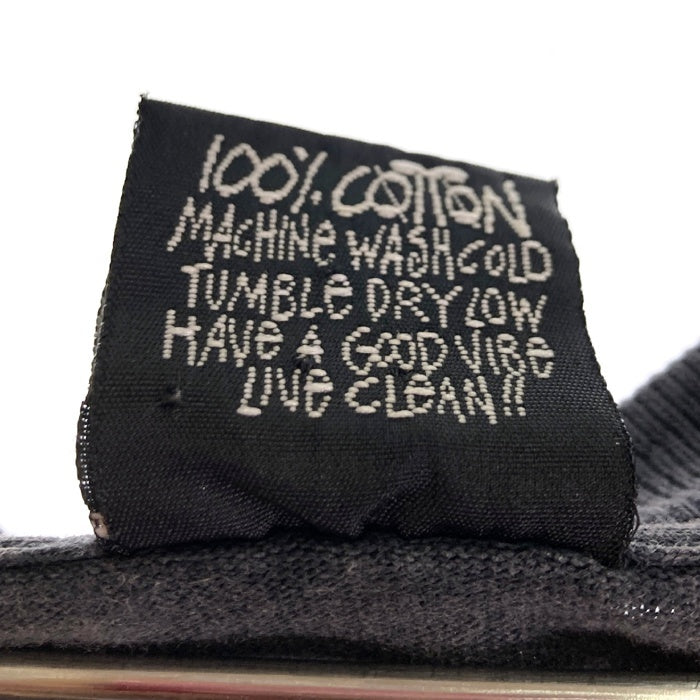 100% COTTON
MACHINe WASH COLD
TUMBLe DRY LOW
HAVe A GOOD VIBe
LIVe CLeAN!!